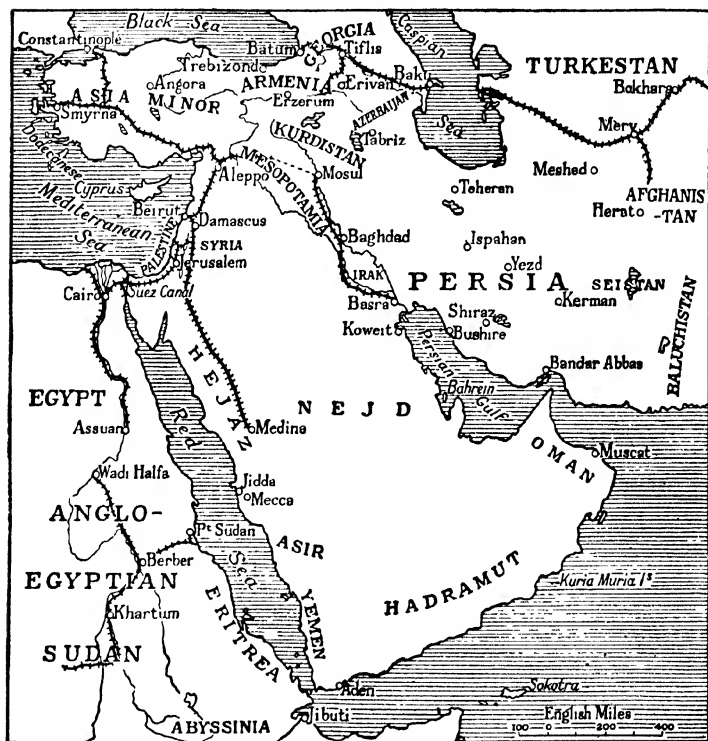 Black Sea
Caspian
Sea
Constantinople
GEORGIA
Batum
Tiflis
TURKESTAN
Trebizond
ARMENIA
Baku
Bokhara
ASIA
MINOR
Angora
Erzerum
Erivan
AZERBAIJAN
Smyrna
KURDISTAN
Tabriz
Merv
Dodecanese
MESOPOTAMIA
Mosul
Meshed
Aleppo
Teheran
AFGHANIS
-TAN
Cyprus
Mediterranean
Sea
Beirut
Damascus
Herat
PALESTINE
SYRIA
Baghdad
Ispahan
Jerusalem
IRAK
Yezd
PERSIA
SEISTAN
Cairo
Suez Canal
Basra
Kerman
Shiraz
Koweit
Bushire
BALUCHISTAN
Persian
Gulf
Bandar Abbas
HEJAZ
Bahrein
EGYPT
NEJD
Assuan
Medina
OMAN
Muscat
Red
Sea
Wadi Halfa
Jidda
Mecca
ANGLO-
EGYPTIAN
SUDAN
Pt Sudan
ASIR
Berber
HADRAMUT
Kuria Muria Is
Khartum
ERITREA
YEMEN
Aden
Sokotra
ABYSSINIA
Jibuti
English Miles
100 0 200 400